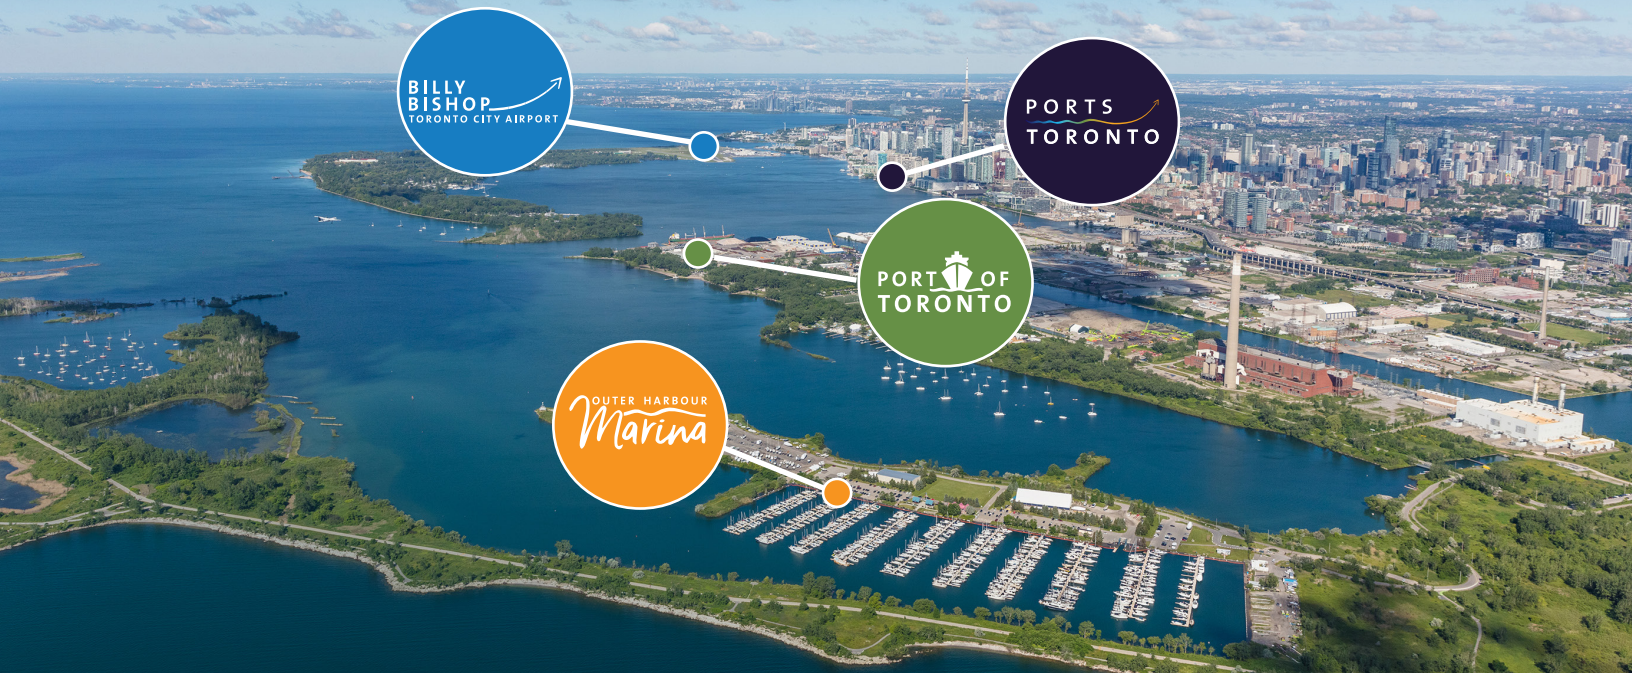 BILLY
BISHOP
TORONTO CITY AIRPORT
PORTS
TORONTO
PORT OF
TORONTO
OUTER HARBOUR
Marina